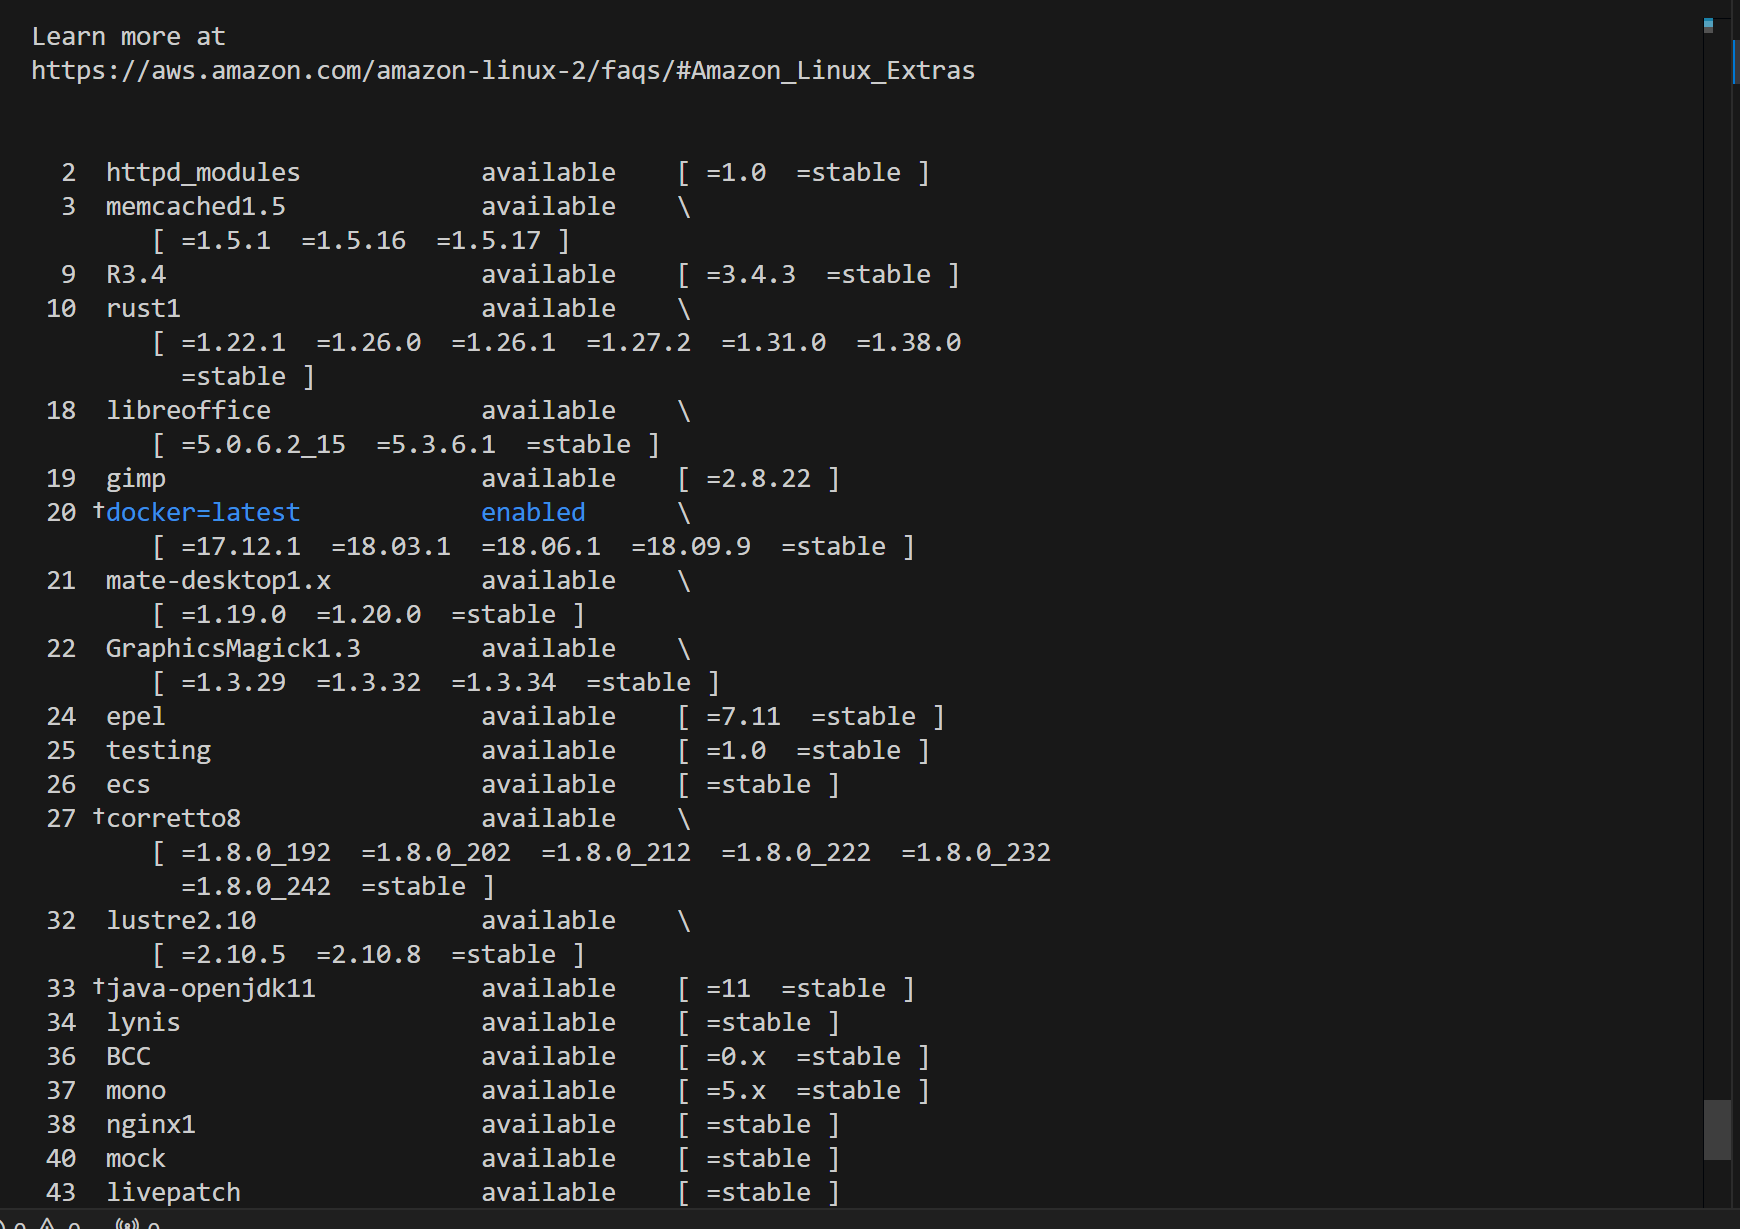 Learn more at
https://aws.amazon.com/amazon-linux-2/faqs/#Amazon_Linux_Extras
2 httpd_modules available [ =1.0 =stable ]
3 memcached1.5 available \
[ =1.5.1 =1.5.16 =1.5.17 ]
9 R3.4 available [ =3.4.3 =stable ]
10 rust1 available \
[ =1.22.1 =1.26.0 =1.26.1 =1.27.2 =1.31.0 =1.38.0
=stable ]
18 libreoffice available \
[ =5.0.6.2_15 =5.3.6.1 =stable ]
19 gimp available [ =2.8.22 ]
20 †docker=latest enabled \
[ =17.12.1 =18.03.1 =18.06.1 =18.09.9 =stable ]
21 mate-desktop1.x available \
[ =1.19.0 =1.20.0 =stable ]
22 GraphicsMagick1.3 available \
[ =1.3.29 =1.3.32 =1.3.34 =stable ]
24 epel available [ =7.11 =stable ]
25 testing available [ =1.0 =stable ]
26 ecs available [ =stable ]
27 †corretto8 available \
[ =1.8.0_192 =1.8.0_202 =1.8.0_212 =1.8.0_222 =1.8.0_232
=1.8.0_242 =stable ]
32 lustre2.10 available \
[ =2.10.5 =2.10.8 =stable ]
33 †java-openjdk11 available [ =11 =stable ]
34 lynis available [ =stable ]
36 BCC available [ =0.x =stable ]
37 mono available [ =5.x =stable ]
38 nginx1 available [ =stable ]
40 mock available [ =stable ]
43 livepatch available [ =stable ]